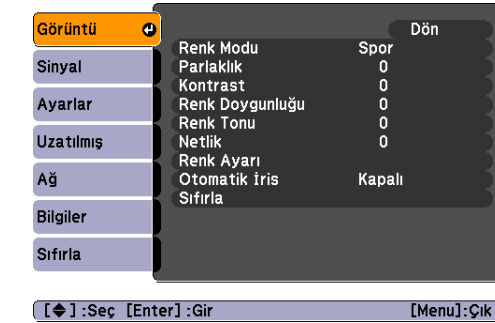 Görüntü
Sinyal
Ayarlar
Uzatılmış
Ağ
Bilgiler
Sıfırla
Dön
Renk Modu Spor
Parlaklık 0
Kontrast 0
Renk Doygunluğu 0
Renk Tonu 0
Netlik 0
Renk Ayarı
Otomatik İris Kapalı
Sıfırla
[◆]:Seç [Enter]:Gir [Menu]:Çık